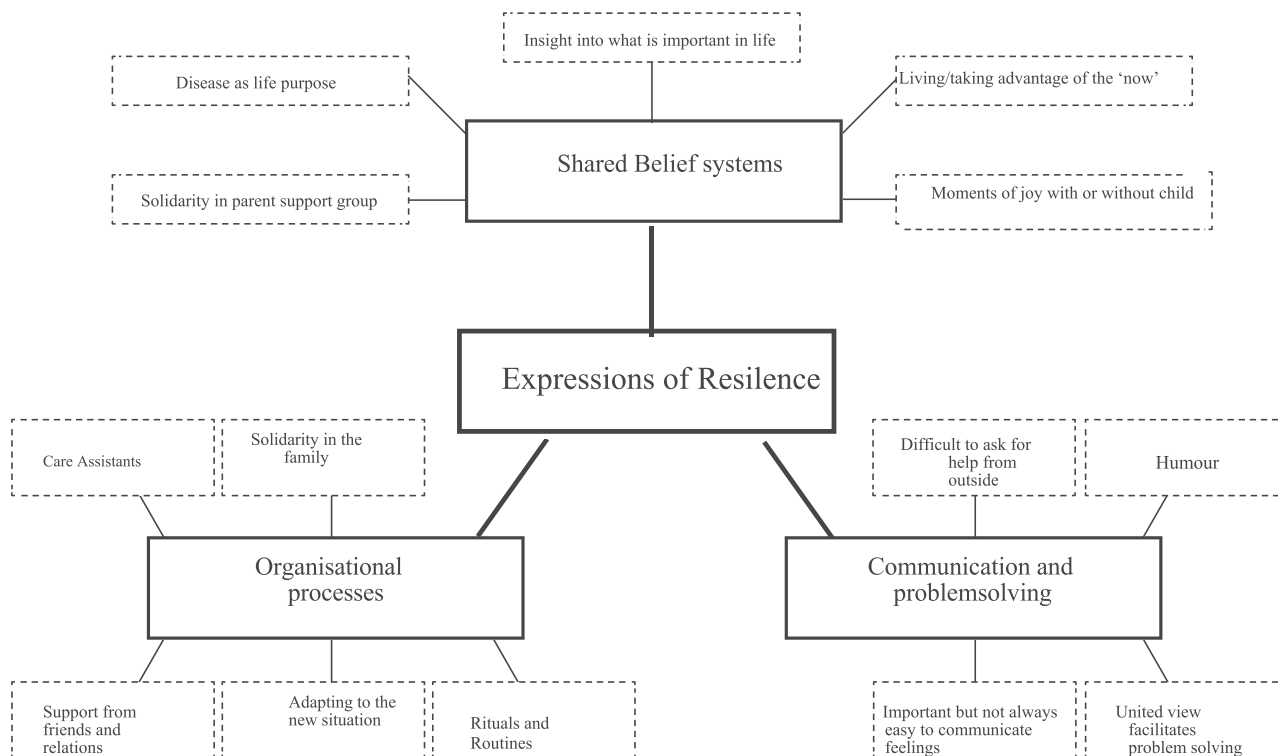 Insight into what is important in life
Disease as life purpose
Living/taking advantage of the ‘now’
Shared Belief systems
Solidarity in parent support group
Moments of joy with or without child
Expressions of Resilence
Care Assistants
Solidarity in the
family
Difficult to ask for
help from
outside
Humour
Organisational
processes
Communication and
problemsolving
Support from
friends and
relations
Adapting to the
new situation
Rituals and
Routines
Important but not always
easy to communicate
feelings
United view
facilitates
problem solving